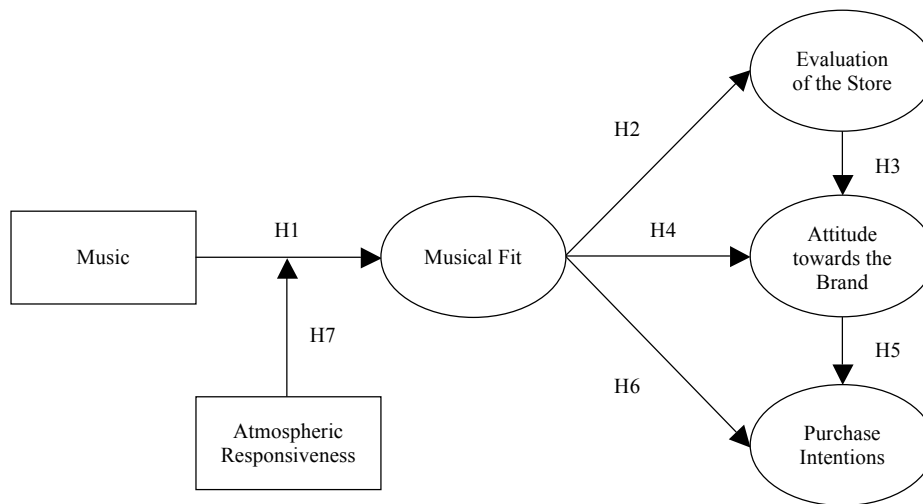 Evaluation
of the Store
H2
H3
H1
H4
Music
Musical Fit
Attitude
towards the
Brand
H7
H5
H6
Atmospheric
Responsiveness
Purchase
Intentions